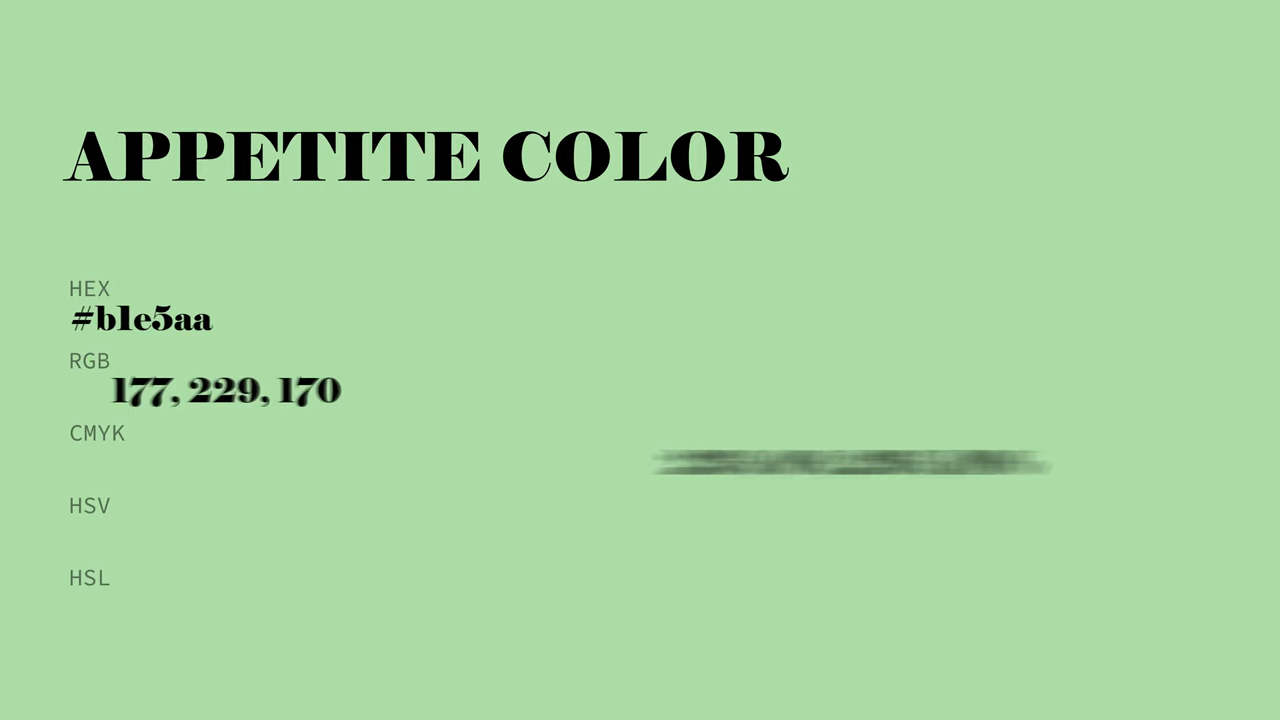 APPETITE COLOR
HEX
#b1e5aa
RGB
177, 229, 170
CMYK
HSV
HSL